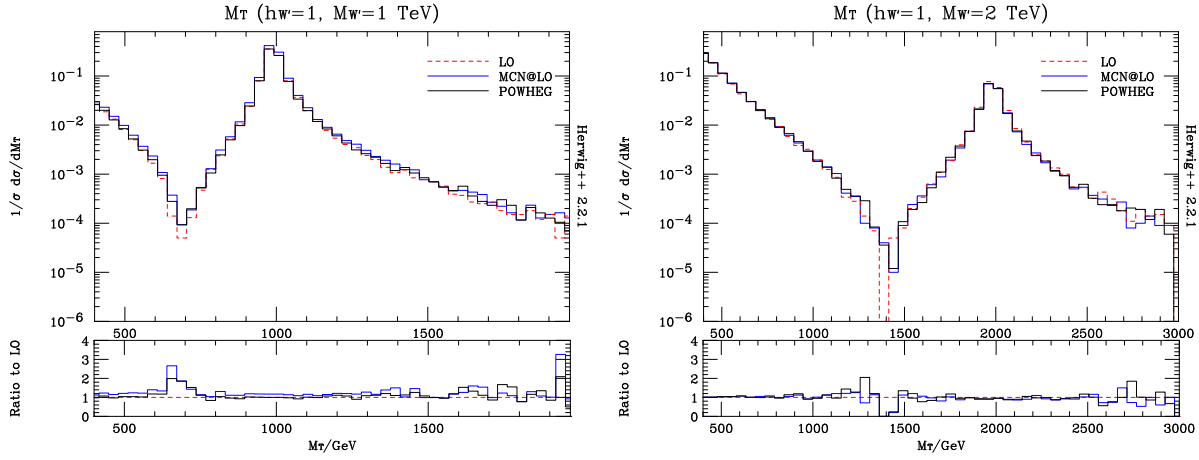 MT (hW'=1, MW'=1 TeV)
1/σ dσ/dMT
10⁻¹
10⁻²
10⁻³
10⁻⁴
10⁻⁵
10⁻⁶
LO
MCN@LO
POWHEG
Herwig++ 2.2.1
500 1000 1500
Ratio to LO
4
3
2
1
0
500 1000 1500
MT/GeV
MT (hW'=1, MW'=2 TeV)
1/σ dσ/dMT
10⁻¹
10⁻²
10⁻³
10⁻⁴
10⁻⁵
10⁻⁶
LO
MCN@LO
POWHEG
Herwig++ 2.2.1
500 1000 1500 2000 2500 3000
Ratio to LO
4
3
2
1
0
500 1000 1500 2000 2500 3000
MT/GeV